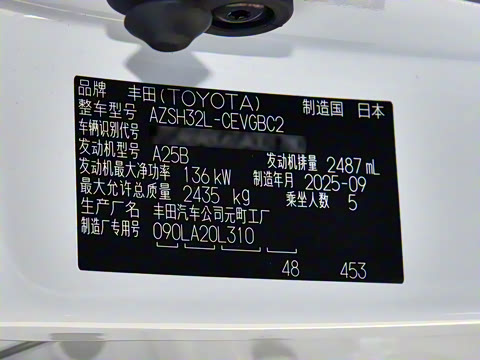 品牌 丰田(TOYOTA) 制造国 日本
整车型号 AZSH32L-CEVGBC2
车辆识别代号
发动机型号 A25B 发动机排量 2487 mL
发动机最大净功率 136 kW 制造年月 2025-09
最大允许总质量 2435 kg 乘坐人数 5
生产厂名 丰田汽车公司元町工厂
制造厂专用号 090LA20L310
48 453